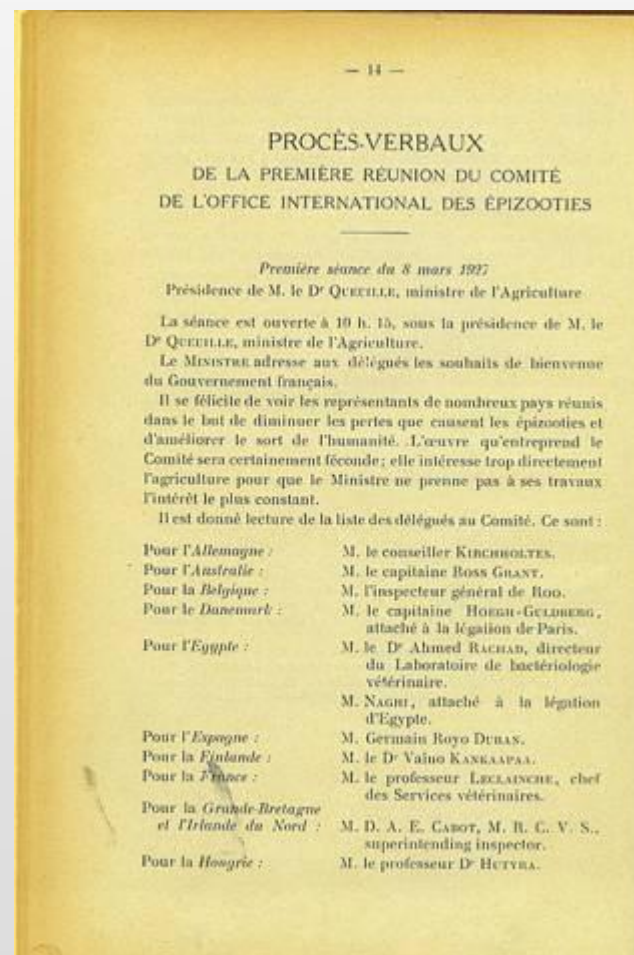 — 14 —
PROCÈS-VERBAUX
DE LA PREMIÈRE RÉUNION DU COMITÉ
DE L'OFFICE INTERNATIONAL DES ÉPIZOOTIES
Première séance du 8 mars 1927
Présidence de M. le Dr QUEUILLE, ministre de l'Agriculture
La séance est ouverte à 10 h. 15, sous la présidence de M. le
Dr QUEUILLE, ministre de l'Agriculture.
Le MINISTRE adresse aux délégués les souhaits de bienvenue
du Gouvernement français.
Il se félicite de voir les représentants de nombreux pays réunis
dans le but de diminuer les pertes que causent les épizooties et
d'améliorer le sort de l'humanité. L'œuvre qu'entreprend le
Comité sera certainement féconde; elle intéresse trop directement
l'agriculture pour que le Ministre ne prenne pas à ses travaux
l'intérêt le plus constant.
Il est donné lecture de la liste des délégués au Comité. Ce sont :
Pour l'Allemagne : M. le conseiller KIRCHHOLTES.
Pour l'Australie : M. le capitaine ROSS GRANT.
Pour la Belgique : M. l'inspecteur général de ROO.
Pour le Danemark : M. le capitaine HOEGH-GULDBERG,
attaché à la légation de Paris.
Pour l'Egypte : M. le Dr Ahmed RACHAD, directeur
du Laboratoire de bactériologie
vétérinaire.
M. NAGHI, attaché à la légation
d'Egypte.
Pour l'Espagne : M. Germain Royo DURAN.
Pour la Finlande : M. le Dr Vaino KANKAAPAA.
Pour la France : M. le professeur LECLAINCHE, chef
des Services vétérinaires.
Pour la Grande-Bretagne
et l'Irlande du Nord : M. D. A. E. CABOT, M. R. C. V. S.,
superintending inspector.
Pour la Hongrie : M. le professeur Dr HUTYRA.